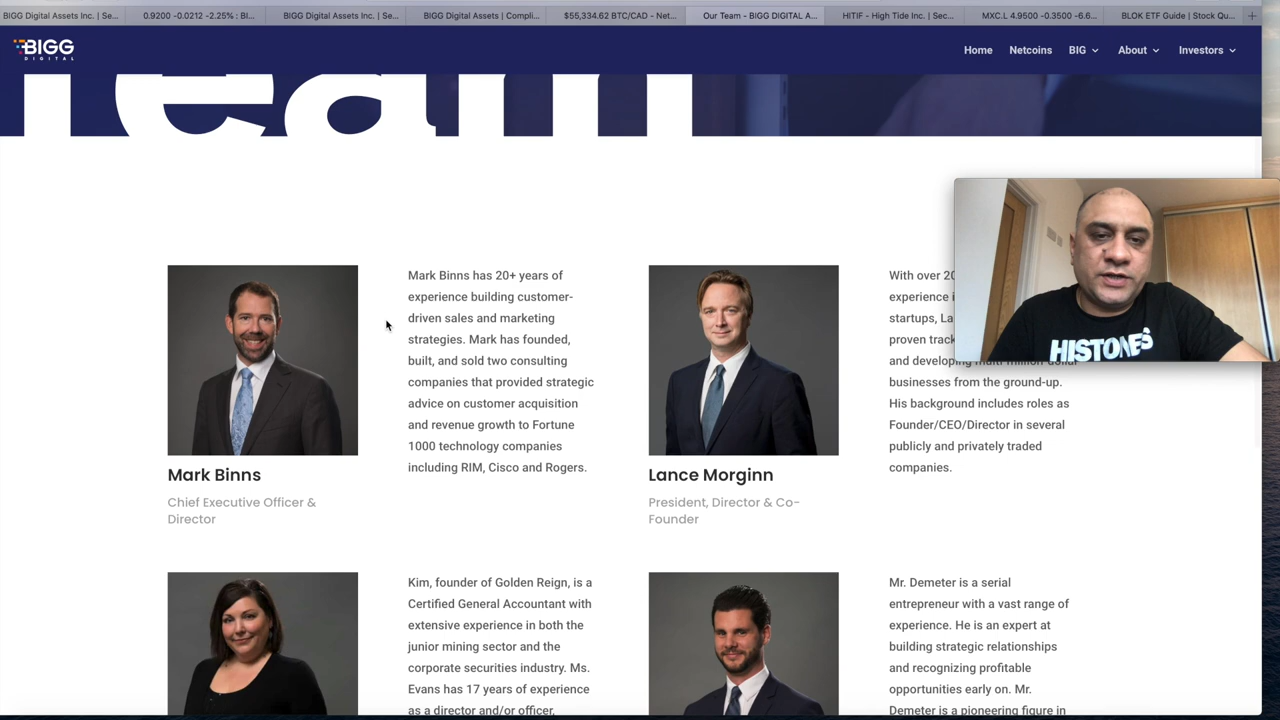 BIGG Digital Assets Inc. | Se...
0.9200 -0.0212 -2.25% : BI...
BIGG Digital Assets Inc. | Se...
BIGG Digital Assets | Compli...
$55,334.62 BTC/CAD - Net...
Our Team - BIGG DIGITAL A...
HITIF - High Tide Inc. | Sec...
MXC.L 4.9500 -0.3500 -6.6...
BLOK ETF Guide | Stock Qu...
BIGG
DIGITAL
Home
Netcoins
BIG
About
Investors
Team
Mark Binns has 20+ years of
experience building customer-
driven sales and marketing
strategies. Mark has founded,
built, and sold two consulting
companies that provided strategic
advice on customer acquisition
and revenue growth to Fortune
1000 technology companies
including RIM, Cisco and Rogers.
Mark Binns
Chief Executive Officer &
Director
With over 20
experience i
startups, La
proven track
and developing multi-million-dollar
businesses from the ground-up.
His background includes roles as
Founder/CEO/Director in several
publicly and privately traded
companies.
Lance Morginn
President, Director & Co-
Founder
HISTONES
Kim, founder of Golden Reign, is a
Certified General Accountant with
extensive experience in both the
junior mining sector and the
corporate securities industry. Ms.
Evans has 17 years of experience
as a director and/or officer,
Mr. Demeter is a serial
entrepreneur with a vast range of
experience. He is an expert at
building strategic relationships
and recognizing profitable
opportunities early on. Mr.
Demeter is a pioneering figure in